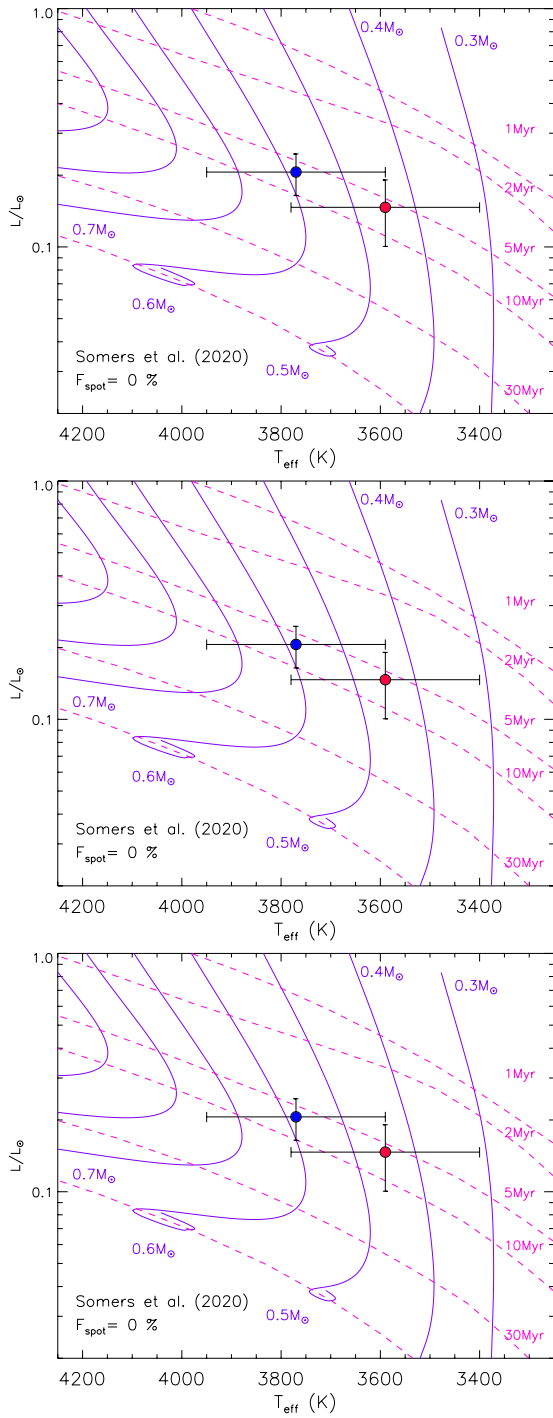 1.0
0.4M⊙
0.3M⊙
1Myr
L/L⊙
2Myr
0.1
0.7M⊙
5Myr
10Myr
0.6M⊙
Somers et al. (2020)
0.5M⊙
Fspot= 0 %
30Myr
4200 4000 3800 3600 3400
Teff (K)
1.0
0.4M⊙
0.3M⊙
1Myr
L/L⊙
2Myr
0.7M⊙
0.1
5Myr
10Myr
0.6M⊙
Somers et al. (2020)
0.5M⊙
Fspot= 0 %
30Myr
4200 4000 3800 3600 3400
Teff (K)
1.0
0.4M⊙
0.3M⊙
1Myr
L/L⊙
2Myr
0.7M⊙
0.1
5Myr
10Myr
0.6M⊙
Somers et al. (2020)
0.5M⊙
Fspot= 0 %
30Myr
4200 4000 3800 3600 3400
Teff (K)